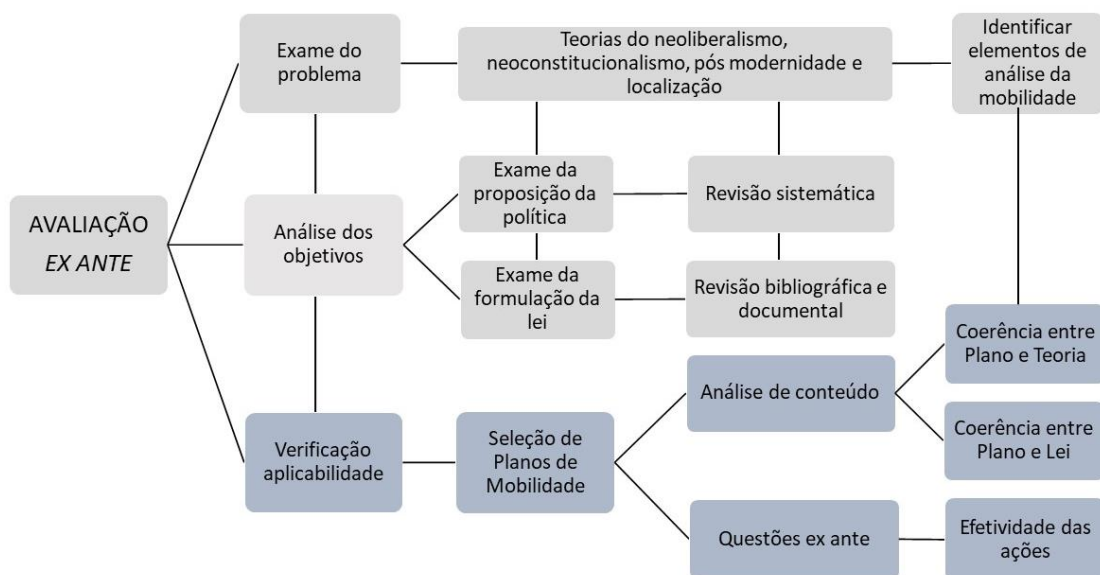 AVALIAÇÃO
EX ANTE
Exame do
problema
Teorias do neoliberalismo,
neoconstitucionalismo, pós modernidade e
localização
Identificar
elementos de
análise da
mobilidade
Análise dos
objetivos
Exame da
proposição da
política
Revisão sistemática
Exame da
formulação da
lei
Revisão bibliográfica e
documental
Verificação
aplicabilidade
Seleção de
Planos de
Mobilidade
Análise de conteúdo
Coerência entre
Plano e Teoria
Coerência entre
Plano e Lei
Questões ex ante
Efetividade das
ações